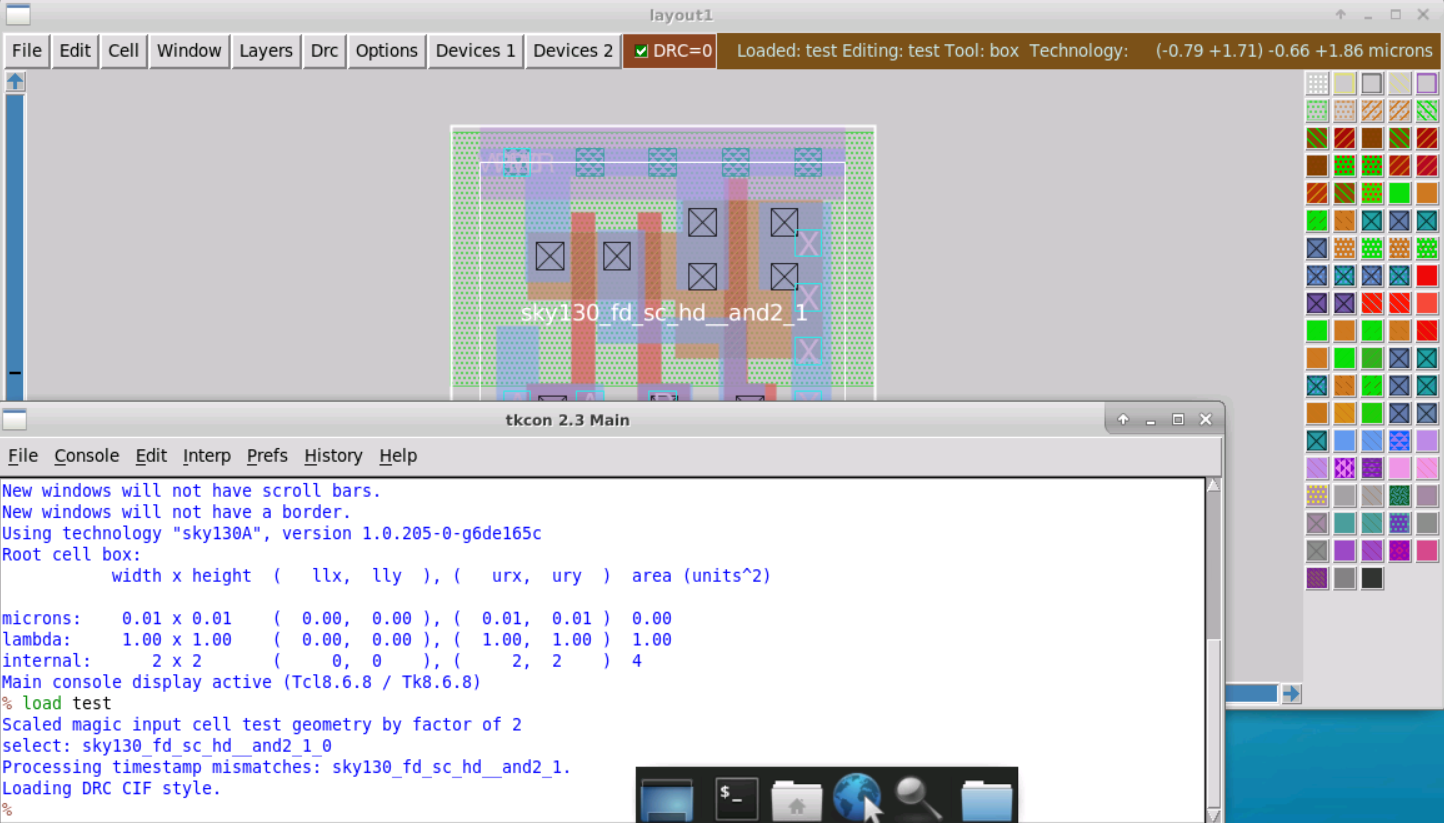 layout1
File Edit Cell Window Layers Drc Options Devices 1 Devices 2 DRC=0 Loaded: test Editing: test Tool: box Technology: (-0.79 +1.71) -0.66 +1.86 microns
sky130_fd_sc_hd__and2_1
tkcon 2.3 Main
File Console Edit Interp Prefs History Help
New windows will not have scroll bars.
New windows will not have a border.
Using technology "sky130A", version 1.0.205-0-g6de165c
Root cell box:
width x height ( llx, lly ), ( urx, ury ) area (units^2)
microns: 0.01 x 0.01 ( 0.00, 0.00 ), ( 0.01, 0.01 ) 0.00
lambda: 1.00 x 1.00 ( 0.00, 0.00 ), ( 1.00, 1.00 ) 1.00
internal: 2 x 2 ( 0, 0 ), ( 2, 2 ) 4
Main console display active (Tcl8.6.8 / Tk8.6.8)
% load test
Scaled magic input cell test geometry by factor of 2
select: sky130_fd_sc_hd__and2_1_0
Processing timestamp mismatches: sky130_fd_sc_hd__and2_1.
Loading DRC CIF style.
%
$_